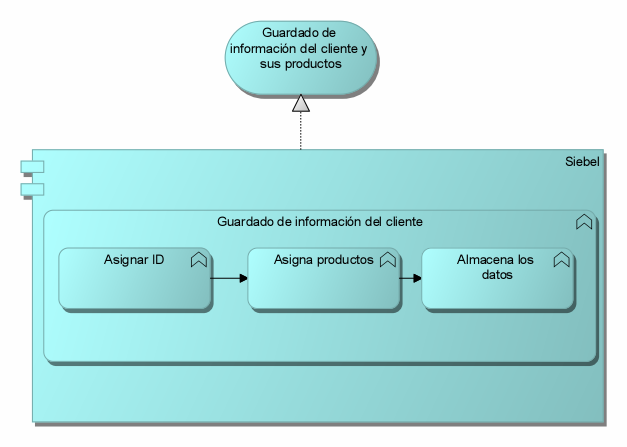 Guardado de
información del cliente y
sus productos
Siebel
Guardado de información del cliente
Asignar ID
Asigna productos
Almacena los
datos